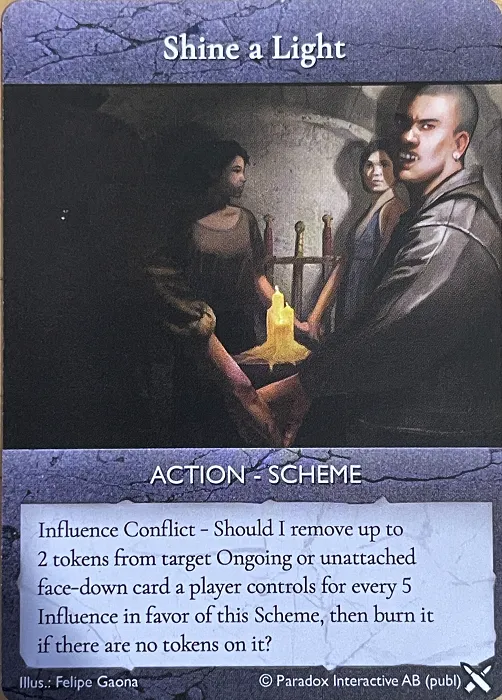 Shine a Light
ACTION - SCHEME
Influence Conflict - Should I remove up to
2 tokens from target Ongoing or unattached
face-down card a player controls for every 5
Influence in favor of this Scheme, then burn it
if there are no tokens on it?
Illus.: Felipe Gaona
© Paradox Interactive AB (publ)